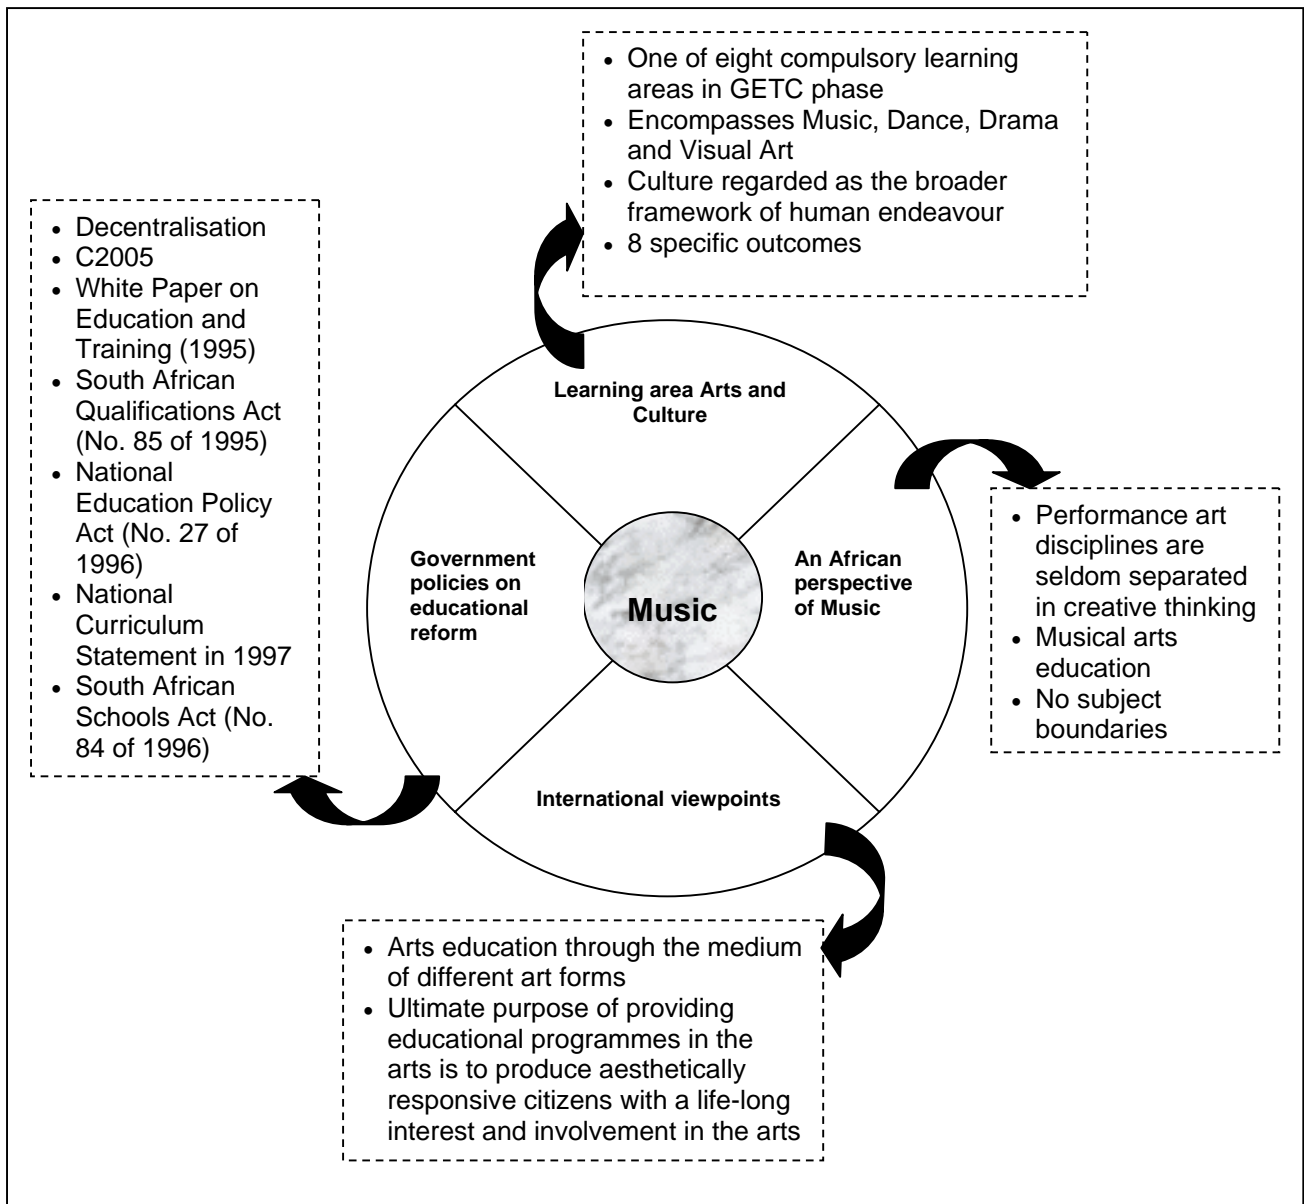 • One of eight compulsory learning
areas in GETC phase
• Encompasses Music, Dance, Drama
and Visual Art
• Culture regarded as the broader
framework of human endeavour
• 8 specific outcomes
• Decentralisation
• C2005
• White Paper on
Education and
Training (1995)
• South African
Qualifications Act
(No. 85 of 1995)
• National
Education Policy
Act (No. 27 of
1996)
• National
Curriculum
Statement in 1997
• South African
Schools Act (No.
84 of 1996)
Learning area Arts and
Culture
Government
policies on
educational
reform
Music
An African
perspective
of Music
• Performance art
disciplines are
seldom separated
in creative thinking
• Musical arts
education
• No subject
boundaries
International viewpoints
• Arts education through the medium
of different art forms
• Ultimate purpose of providing
educational programmes in the
arts is to produce aesthetically
responsive citizens with a life-long
interest and involvement in the arts